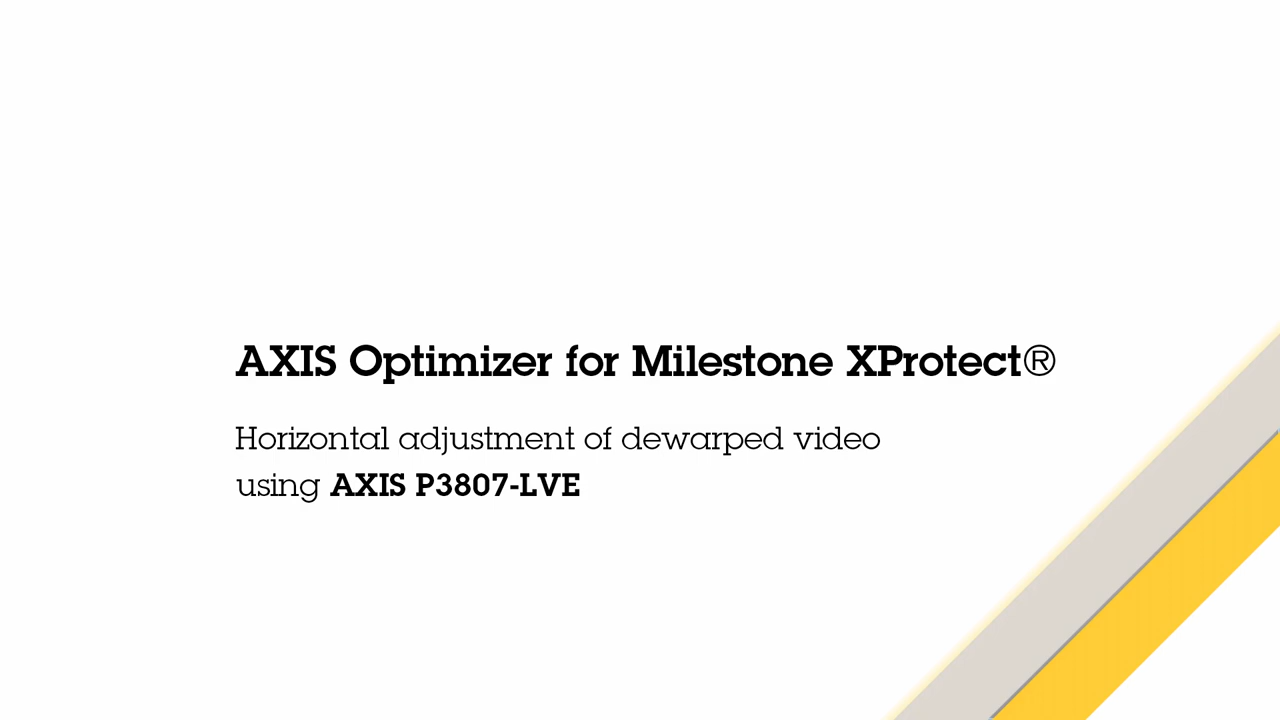 AXIS Optimizer for Milestone XProtect®
Horizontal adjustment of dewarped video
using AXIS P3807-LVE